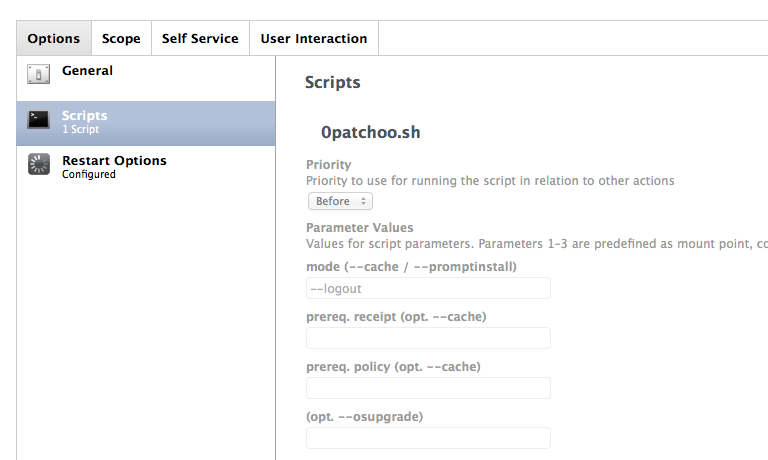 Options Scope Self Service User Interaction
General
Scripts
1 Script
Restart Options
Configured
Scripts
0patchoo.sh
Priority
Priority to use for running the script in relation to other actions
Before
Parameter Values
Values for script parameters. Parameters 1-3 are predefined as mount point, co
mode (--cache / --promptinstall)
--logout
prereq. receipt (opt. --cache)
prereq. policy (opt. --cache)
(opt. --osupgrade)